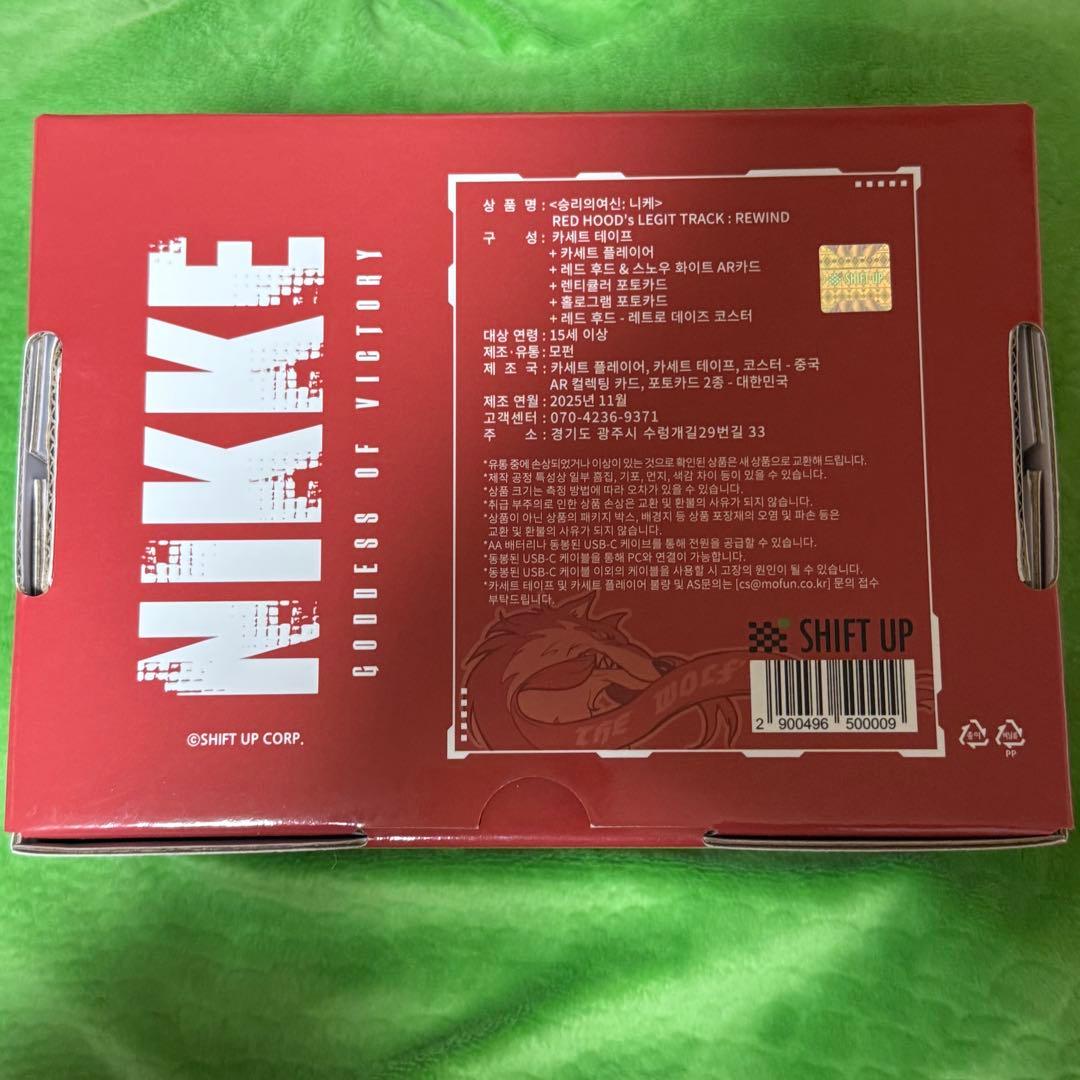 NIKKE
GODDESS OF VICTORY
©SHIFT UP CORP.
상 품 명 : <승리의여신: 니케>
RED HOOD's LEGIT TRACK : REWIND
구 성 : 카세트 테이프
+ 카세트 플레이어
+ 레드 후드 & 스노우 화이트 AR카드
+ 렌티큘러 포토카드
+ 홀로그램 포토카드
+ 레드 후드 - 레트로 데이즈 코스터
대상 연령 : 15세 이상
제조·유통 : 모펀
제 조 국 : 카세트 플레이어, 카세트 테이프, 코스터 - 중국
AR 컬렉팅 카드, 포토카드 2종 - 대한민국
제조 연월 : 2025년 11월
고객센터 : 070-4236-9371
주 소 : 경기도 광주시 수렁개길29번길 33
*유통 중에 손상되었거나 이상이 있는 것으로 확인된 상품은 새 상품으로 교환해 드립니다.
*제작 공정 특성상 일부 흠집, 기포, 먼지, 색감 차이 등이 있을 수 있습니다.
*상품 크기는 측정 방법에 따라 오차가 있을 수 있습니다.
*취급 부주의로 인한 상품 손상은 교환 및 환불의 사유가 되지 않습니다.
*상품이 아닌 상품의 패키지 박스, 배경지 등 상품 포장재의 오염 및 파손 등은
교환 및 환불의 사유가 되지 않습니다.
*AA 배터리나 동봉된 USB-C 케이블을 통해 전원을 공급할 수 있습니다.
*동봉된 USB-C 케이블을 통해 PC와 연결이 가능합니다.
*동봉된 USB-C 케이블 이외의 케이블을 사용할 시 고장의 원인이 될 수 있습니다.
*카세트 테이프 및 카세트 플레이어 불량 및 AS문의는 [cs@mofun.co.kr] 문의 접수
부탁드립니다.
SHIFT UP
THE WOLF
SHIFT UP
2 900496 500009
종이
비닐류
PP